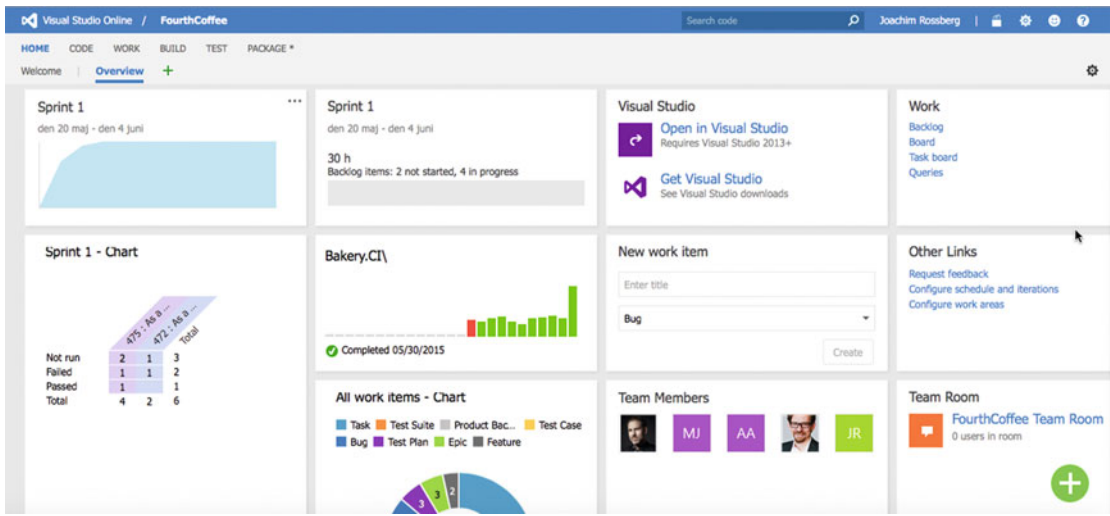 Visual Studio Online / FourthCoffee
Search code
Joachim Rossberg
HOME CODE WORK BUILD TEST PACKAGE *
Welcome | Overview +
Sprint 1 ...
den 20 maj - den 4 juni
Sprint 1
den 20 maj - den 4 juni
30 h
Backlog items: 2 not started, 4 in progress
Visual Studio
Open in Visual Studio
Requires Visual Studio 2013+
Get Visual Studio
See Visual Studio downloads
Work
Backlog
Board
Task board
Queries
Sprint 1 - Chart
475 : As a ...
472 : As a ...
Total
Not run 2 1 3
Failed 1 1 2
Passed 1 1
Total 4 2 6
Bakery.CI\
Completed 05/30/2015
New work item
Enter title
Bug
Create
Other Links
Request feedback
Configure schedule and iterations
Configure work areas
All work items - Chart
Task Test Suite Product Bac... Test Case
Bug Test Plan Epic Feature
3 3 2
Team Members
MJ AA JR
Team Room
FourthCoffee Team Room
0 users in room